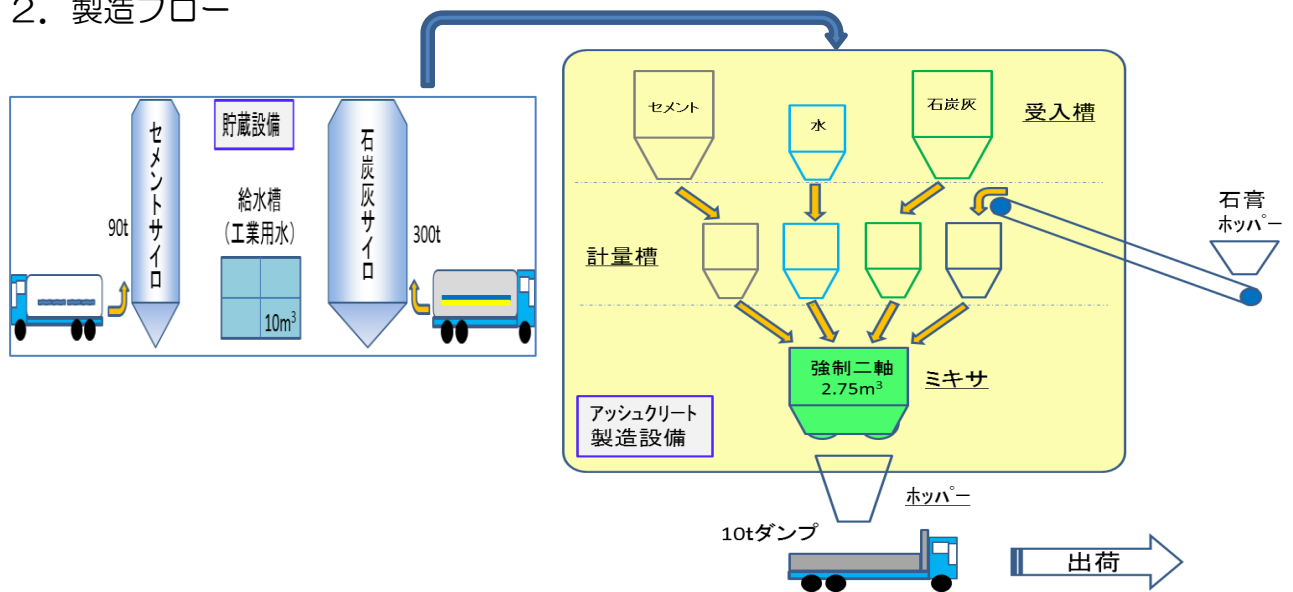 2．製造フロー
セメントサイロ
90t
貯蔵設備
給水槽
（工業用水）
10m³
石炭灰サイロ
300t
セメント
水
石炭灰
受入槽
石膏
ホッパー
計量槽
強制二軸
2.75m³
ミキサ
アッシュクリート
製造設備
ホッパー
10tダンプ
出荷